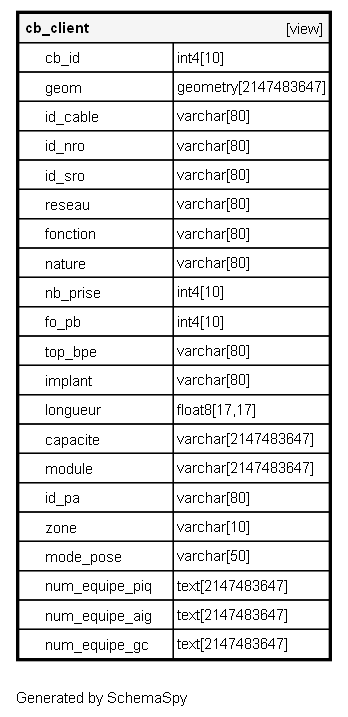 cb_client [view]
cb_id int4[10]
geom geometry[2147483647]
id_cable varchar[80]
id_nro varchar[80]
id_sro varchar[80]
reseau varchar[80]
fonction varchar[80]
nature varchar[80]
nb_prise int4[10]
fo_pb int4[10]
top_bpe varchar[80]
implant varchar[80]
longueur float8[17,17]
capacite varchar[2147483647]
module varchar[2147483647]
id_pa varchar[80]
zone varchar[10]
mode_pose varchar[50]
num_equipe_piq text[2147483647]
num_equipe_aig text[2147483647]
num_equipe_gc text[2147483647]
Generated by SchemaSpy